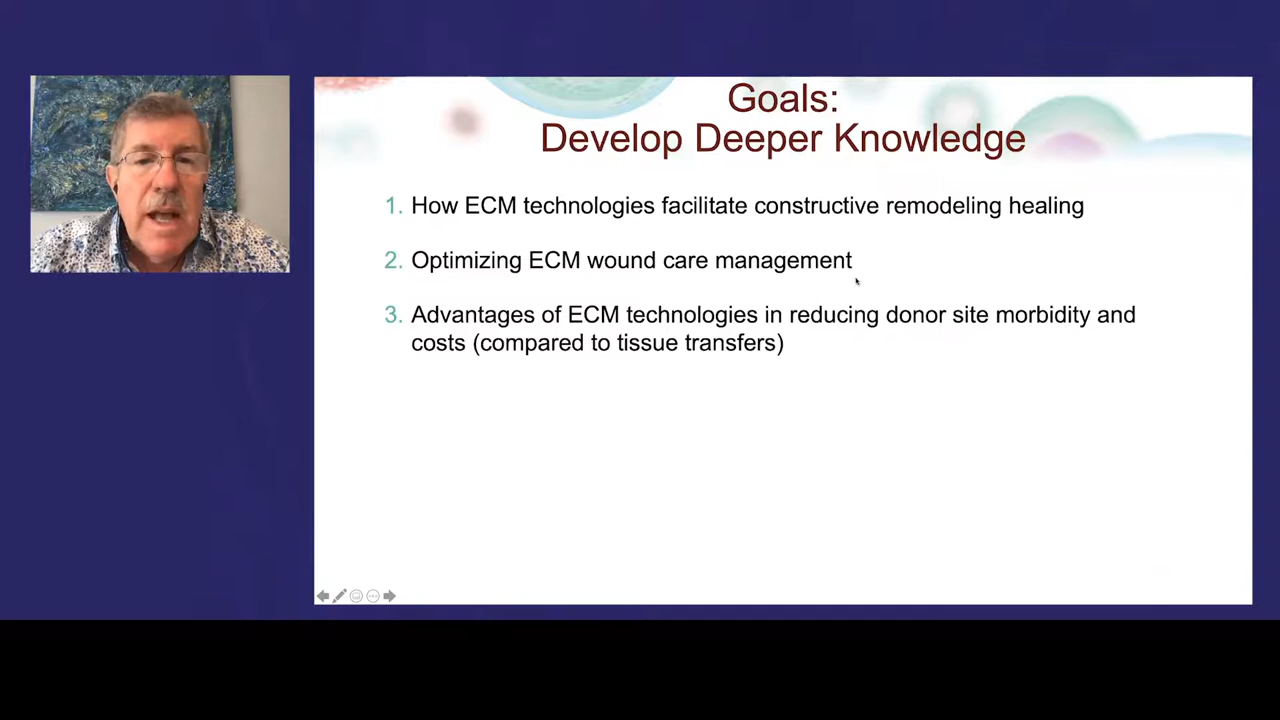 Goals:
Develop Deeper Knowledge
1. How ECM technologies facilitate constructive remodeling healing
2. Optimizing ECM wound care management
3. Advantages of ECM technologies in reducing donor site morbidity and
costs (compared to tissue transfers)